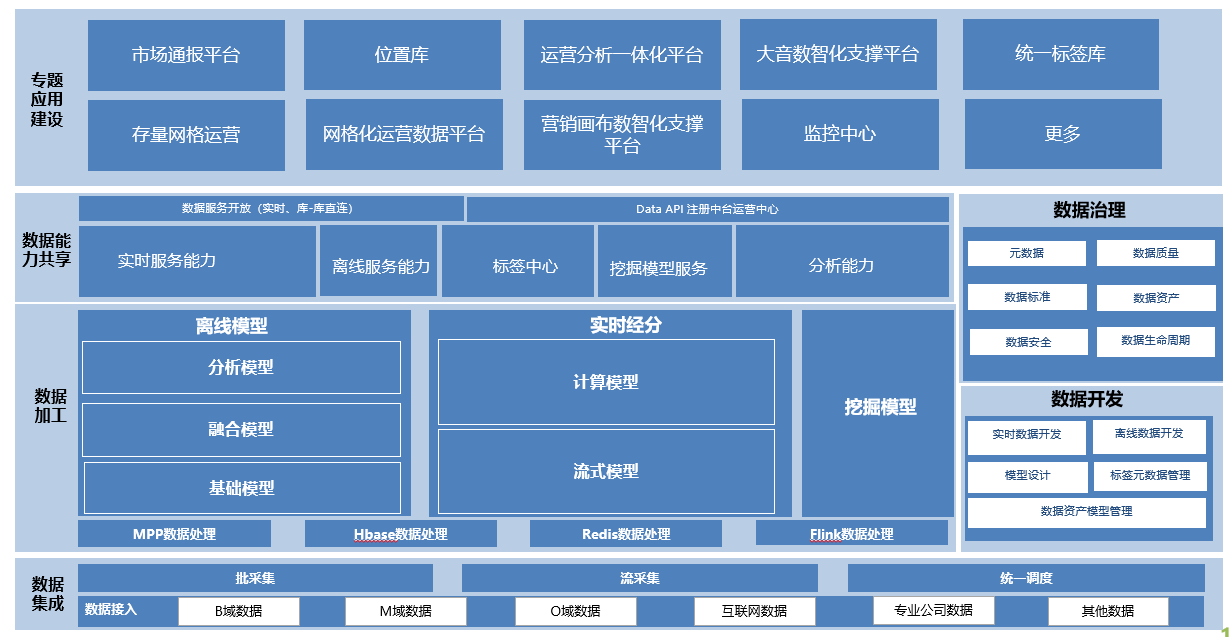 专题
应用
建设
市场通报平台
位置库
运营分析一体化平台
大音数智化支撑平台
统一标签库
存量网格运营
网格化运营数据平台
营销画布数智化支撑
平台
监控中心
更多
数据能
力共享
数据服务开放（实时、库-库直连）
Data API 注册中台运营中心
实时服务能力
离线服务能力
标签中心
挖掘模型服务
分析能力
数据治理
元数据
数据质量
数据标准
数据资产
数据安全
数据生命周期
数据
加工
离线模型
分析模型
融合模型
基础模型
实时经分
计算模型
流式模型
挖掘模型
MPP数据处理
Hbase数据处理
Redis数据处理
Flink数据处理
数据开发
实时数据开发
离线数据开发
模型设计
标签元数据管理
数据资产模型管理
数据
集成
批采集
流采集
统一调度
数据接入
B域数据
M域数据
O域数据
互联网数据
专业公司数据
其他数据
1